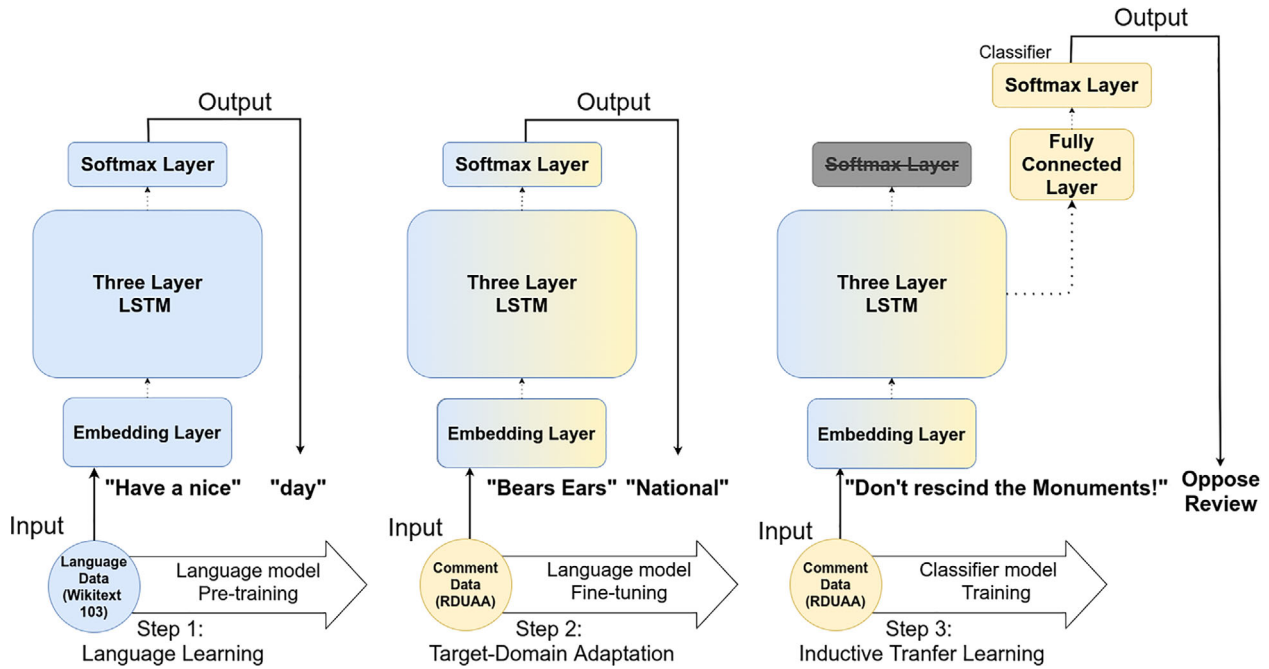 Output
Softmax Layer
Three Layer
LSTM
Embedding Layer
"Have a nice"
"day"
Input
Language
Data
(Wikitext
103)
Language model
Pre-training
Step 1:
Language Learning
Output
Softmax Layer
Three Layer
LSTM
Embedding Layer
"Bears Ears"
"National"
Input
Comment
Data
(RDUAA)
Language model
Fine-tuning
Step 2:
Target-Domain Adaptation
Output
Classifier
Softmax Layer
Fully
Connected
Layer
Softmax Layer
Three Layer
LSTM
Embedding Layer
"Don't rescind the Monuments!"
Oppose
Review
Input
Comment
Data
(RDUAA)
Classifier model
Training
Step 3:
Inductive Tranfer Learning